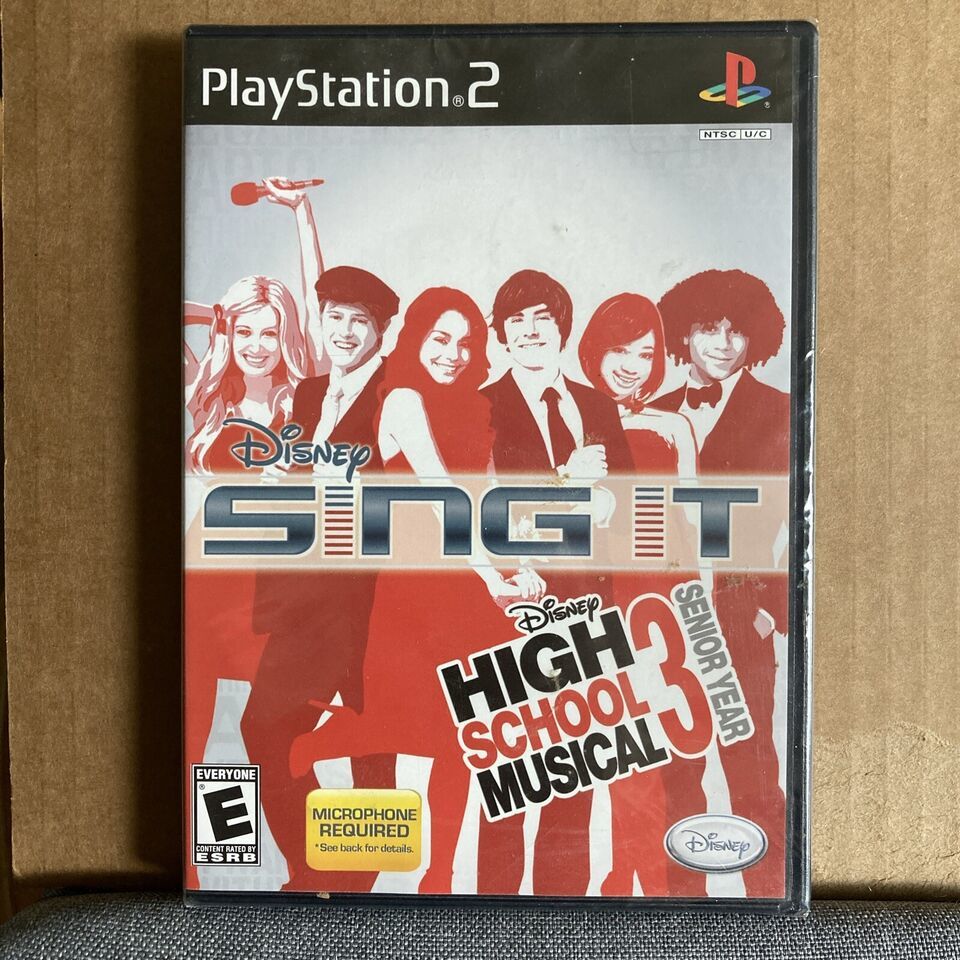 PlayStation®2
NTSC U/C
Disney
SING IT
Disney
HIGH
SCHOOL
MUSICAL
3
SENIOR YEAR
EVERYONE
E
®
CONTENT RATED BY
ESRB
MICROPHONE
REQUIRED
*See back for details.
Disney